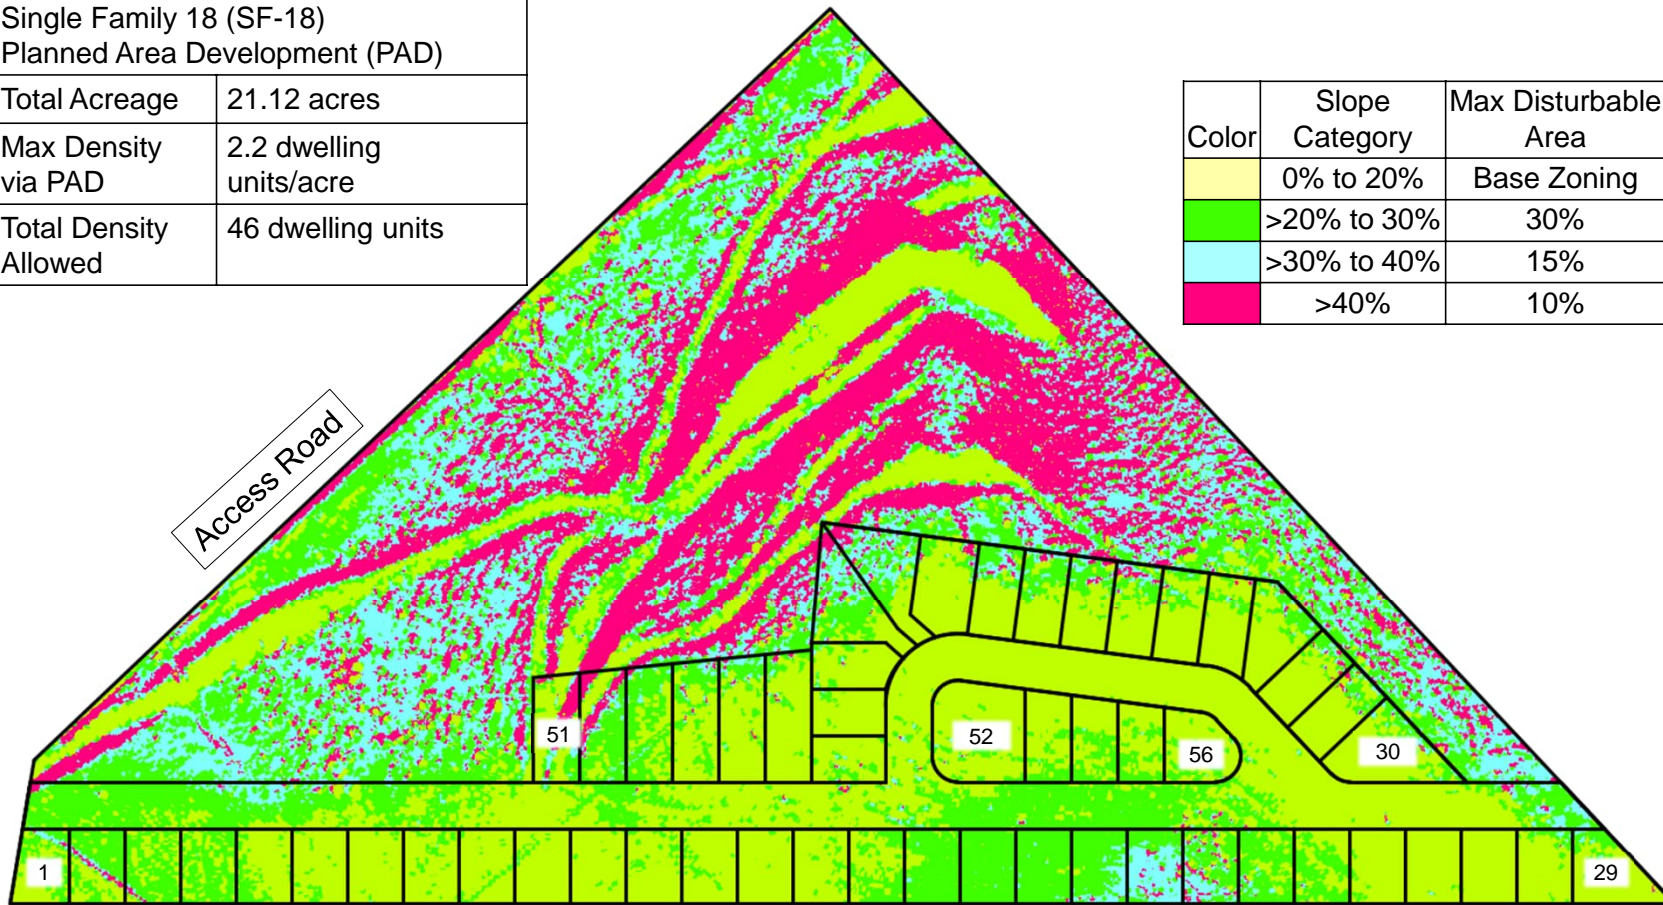 Single Family 18 (SF-18)
Planned Area Development (PAD)
Total Acreage 21.12 acres
Max Density via PAD 2.2 dwelling units/acre
Total Density Allowed 46 dwelling units
Color Slope Category Max Disturbable Area
0% to 20% Base Zoning
>20% to 30% 30%
>30% to 40% 15%
>40% 10%
Access Road
51
52
56
30
1
29